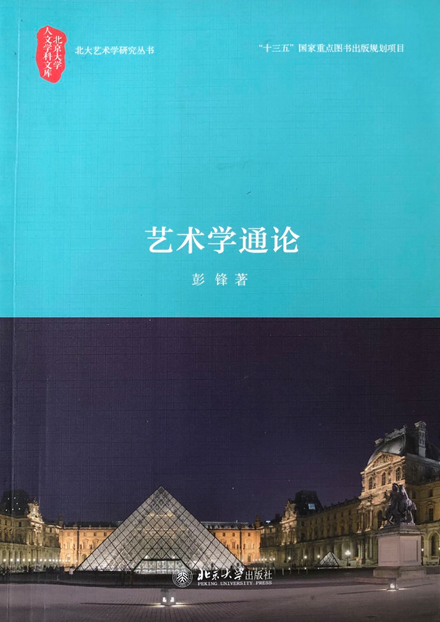 北京大学
人文学科文库
北大艺术学研究丛书
“十三五”国家重点图书出版规划项目
艺术学通论
彭锋 著
北京大学出版社
PEKING UNIVERSITY PRESS